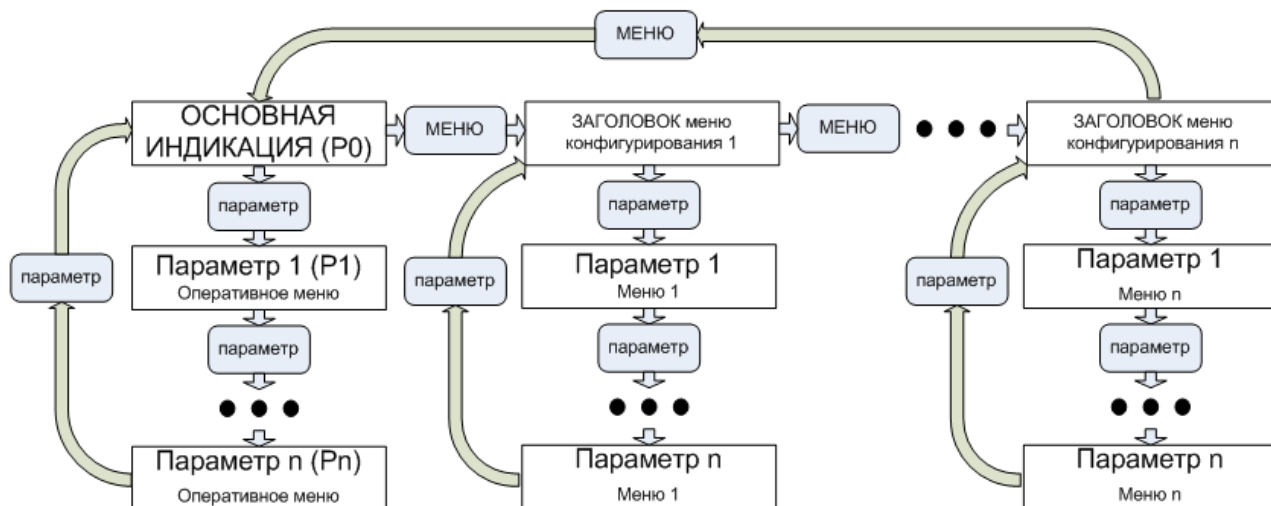 МЕНЮ
ОСНОВНАЯ
ИНДИКАЦИЯ (P0)
МЕНЮ
ЗАГОЛОВОК меню
конфигурирования 1
МЕНЮ
ЗАГОЛОВОК меню
конфигурирования n
параметр
параметр
параметр
параметр
Параметр 1 (P1)
Оперативное меню
параметр
Параметр 1
Меню 1
параметр
Параметр 1
Меню n
параметр
параметр
параметр
Параметр n (Pn)
Оперативное меню
Параметр n
Меню 1
Параметр n
Меню n